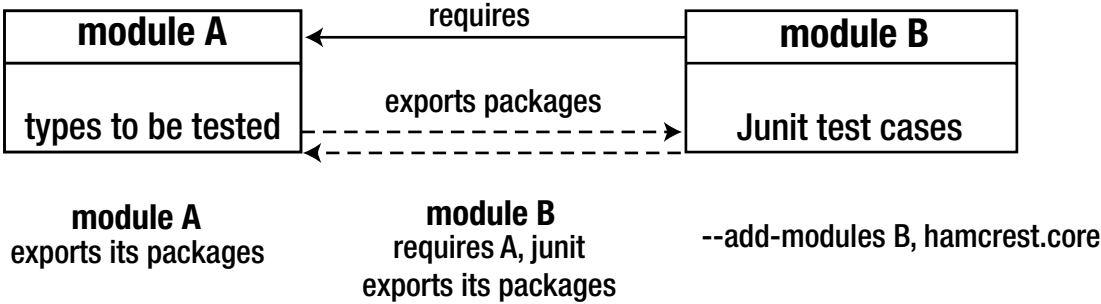 requires
module A
module B
exports packages
types to be tested
Junit test cases
module A
exports its packages
module B
requires A, junit
exports its packages
--add-modules B, hamcrest.core